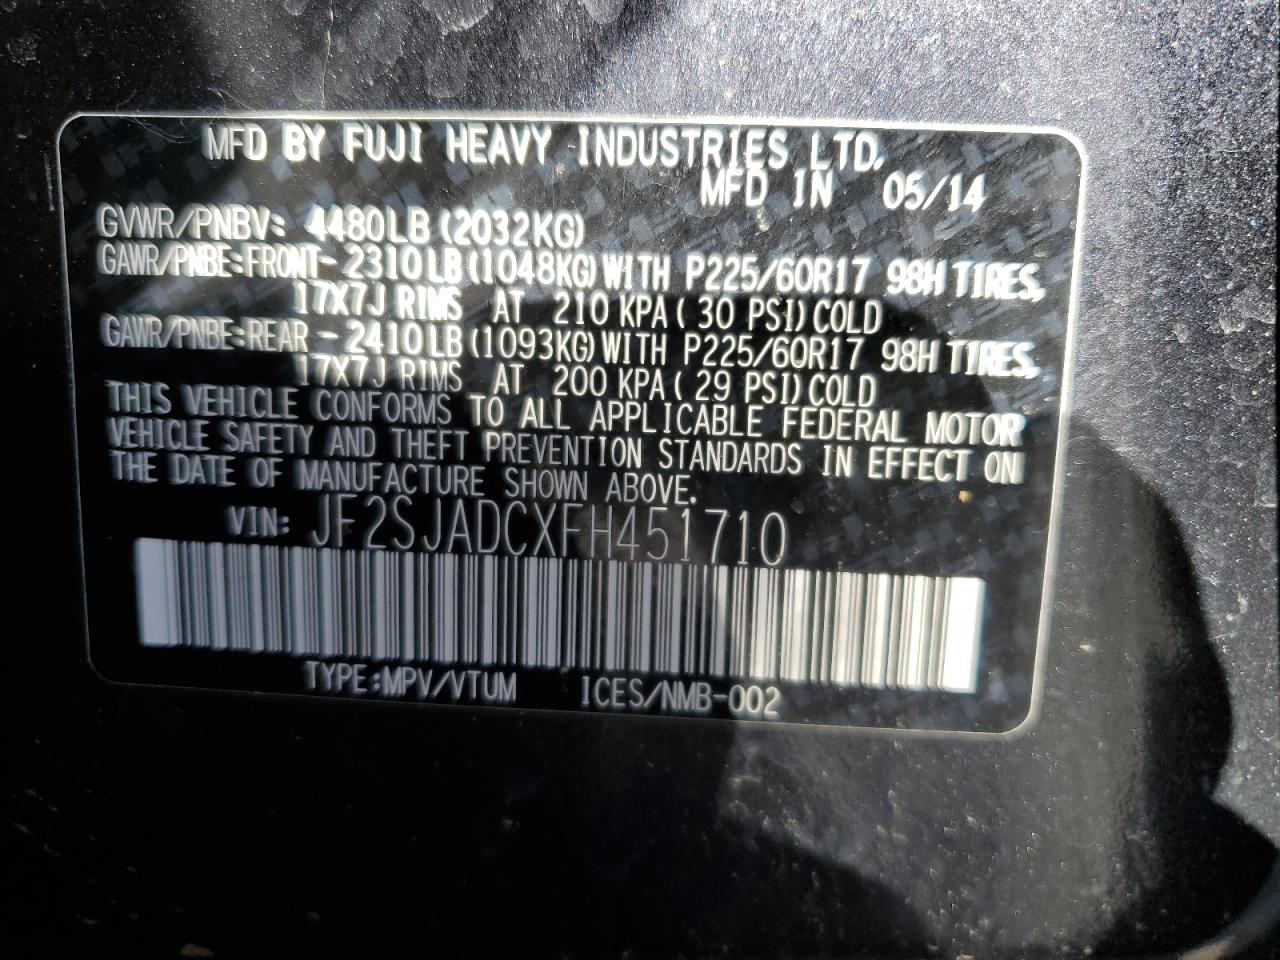 MFD BY FUJI HEAVY INDUSTRIES LTD.
MFD IN 05/14
GVWR/PNBV: 4480LB (2032KG)
GAWR/PNBE:FRONT- 2310LB(1048KG)WITH P225/60R17 98H TIRES,
17X7J RIMS AT 210 KPA( 30 PSI)COLD
GAWR/PNBE:REAR - 2410LB(1093KG)WITH P225/60R17 98H TIRES,
17X7J RIMS AT 200 KPA( 29 PSI)COLD
THIS VEHICLE CONFORMS TO ALL APPLICABLE FEDERAL MOTOR
VEHICLE SAFETY AND THEFT PREVENTION STANDARDS IN EFFECT ON
THE DATE OF MANUFACTURE SHOWN ABOVE.
VIN: JF2SJADCXFH451710
TYPE:MPV/VTUM ICES/NMB-002